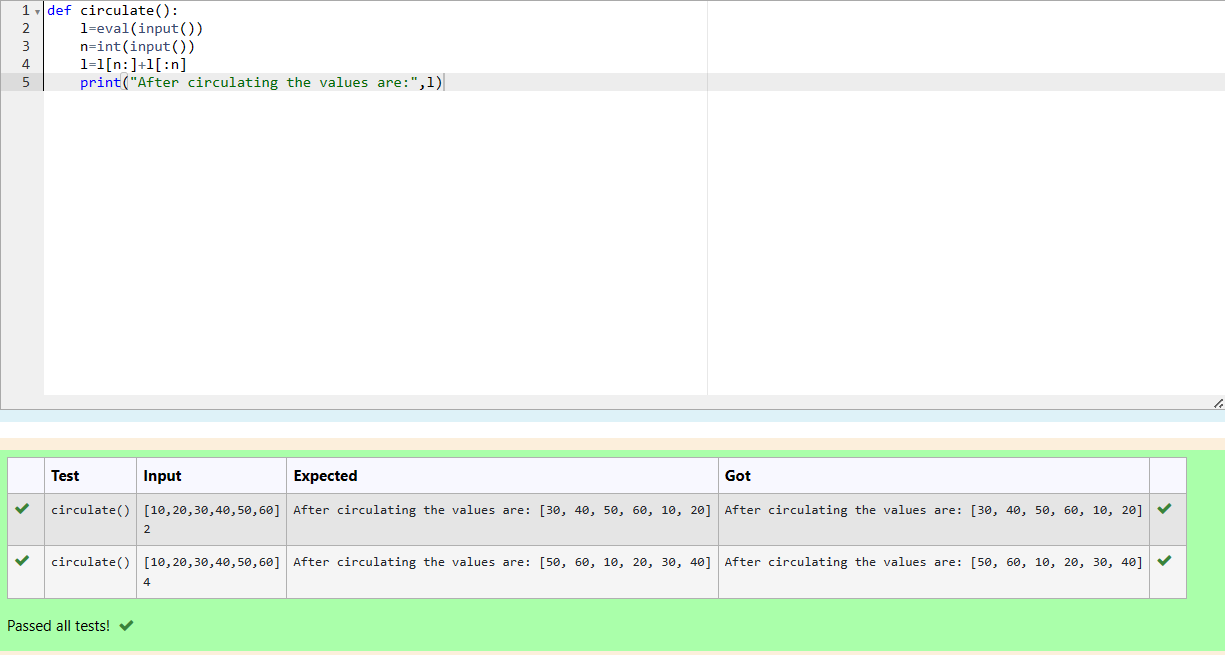 1 def circulate():
2     l=eval(input())
3     n=int(input())
4     l=l[n:]+l[:n]
5     print("After circulating the values are:",l)
Test Input Expected Got
circulate() [10,20,30,40,50,60] After circulating the values are: [30, 40, 50, 60, 10, 20] After circulating the values are: [30, 40, 50, 60, 10, 20]
2
circulate() [10,20,30,40,50,60] After circulating the values are: [50, 60, 10, 20, 30, 40] After circulating the values are: [50, 60, 10, 20, 30, 40]
4
Passed all tests!